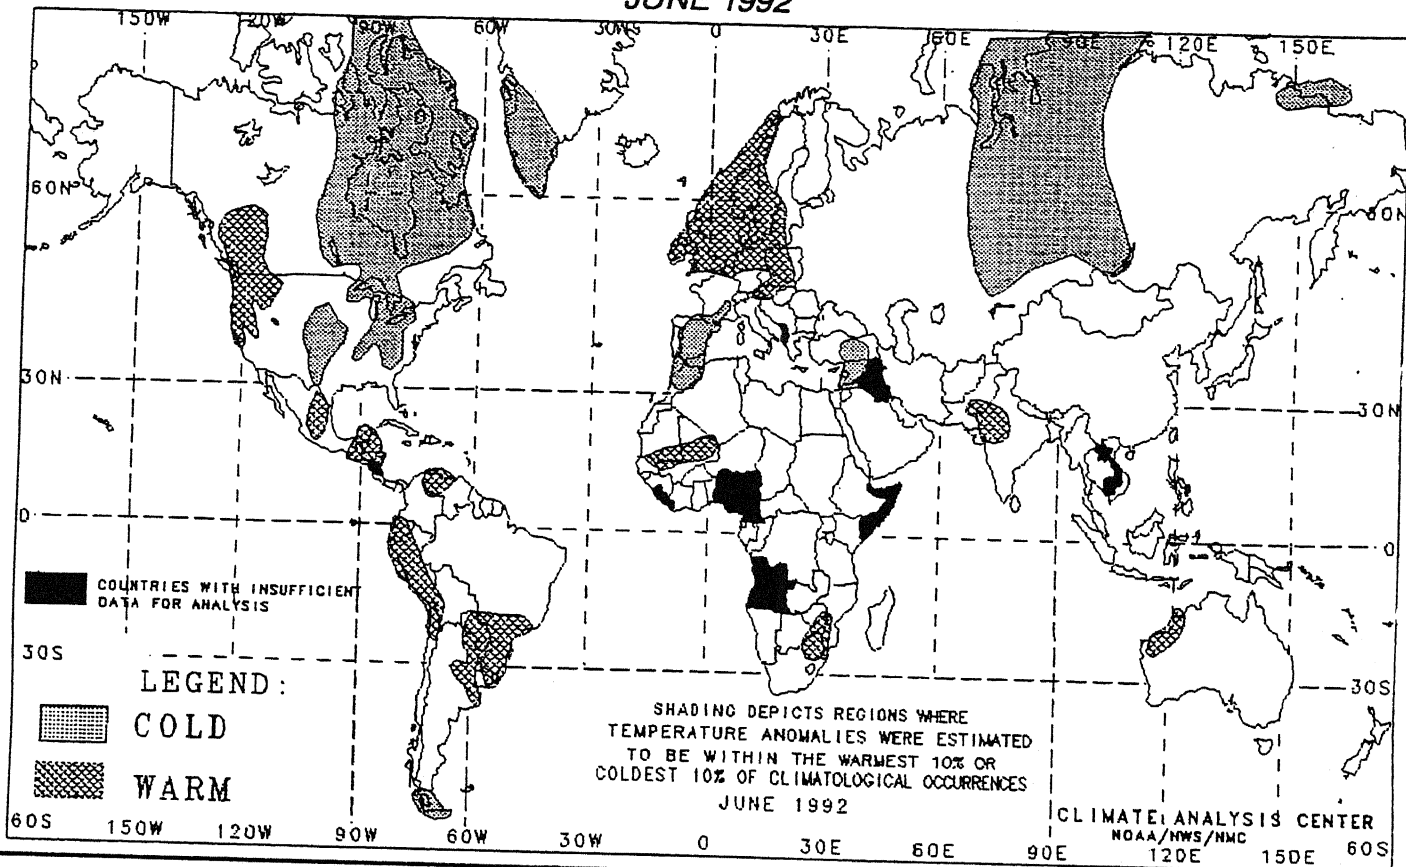 JUNE 1992
150W 120W 90W 60W 30W 0 30E 60E 90E 120E 150E
60N 60N
30N 30N
0 0
COUNTRIES WITH INSUFFICIENT
DATA FOR ANALYSIS
30S 30S
LEGEND:
COLD
WARM
SHADING DEPICTS REGIONS WHERE
TEMPERATURE ANOMALIES WERE ESTIMATED
TO BE WITHIN THE WARMEST 10% OR
COLDEST 10% OF CLIMATOLOGICAL OCCURRENCES
JUNE 1992
CLIMATE ANALYSIS CENTER
NOAA/NWS/NMC
60S 150W 120W 90W 60W 30W 0 30E 60E 90E 120E 150E 60S